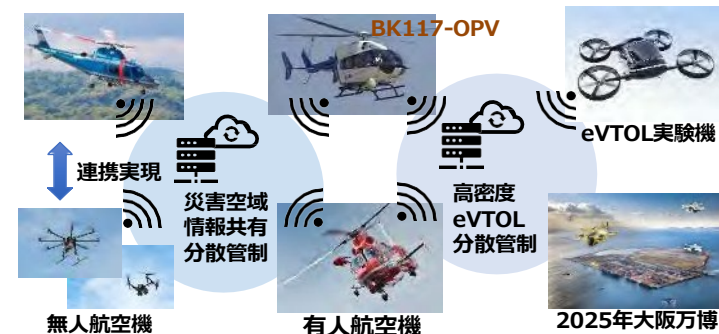 BK117-OPV
eVTOL実験機
連携実現
災害空域
情報共有
分散管制
高密度
eVTOL
分散管制
無人航空機
有人航空機
2025年大阪万博